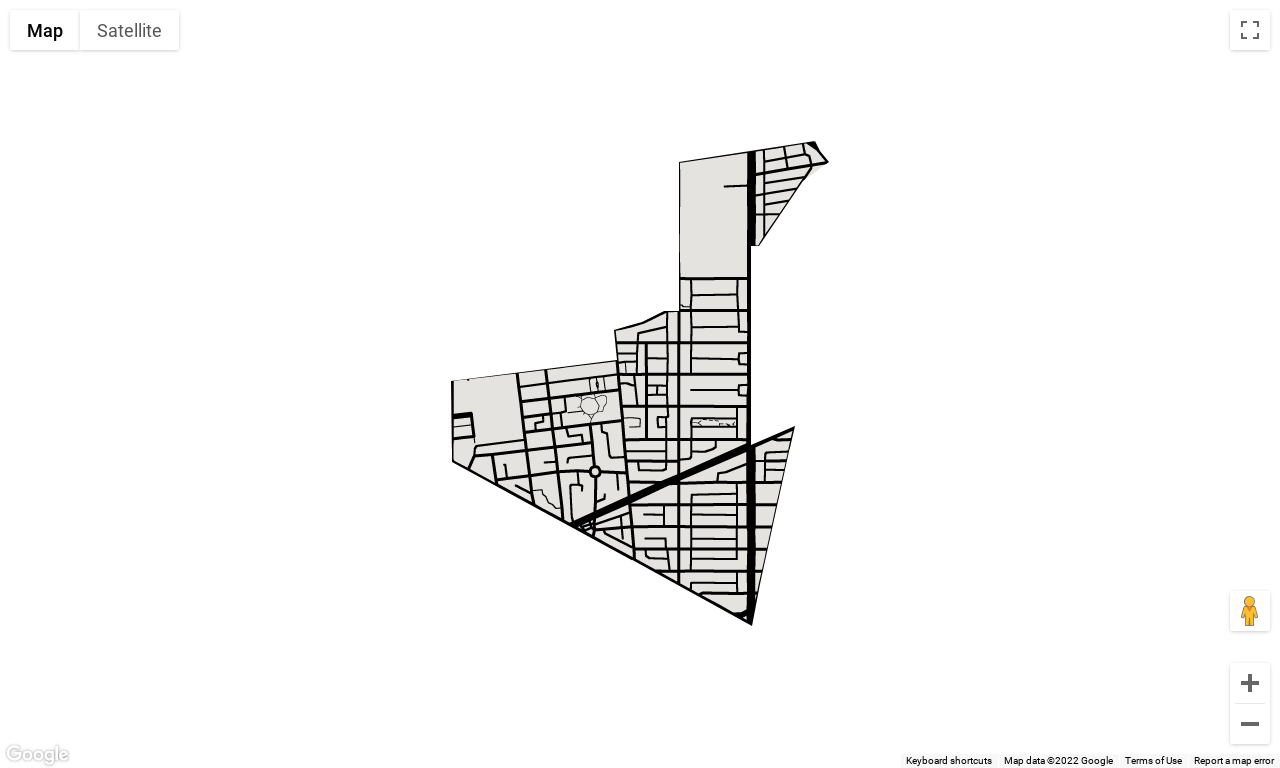 Map Satellite
Google
Keyboard shortcuts Map data ©2022 Google Terms of Use Report a map error